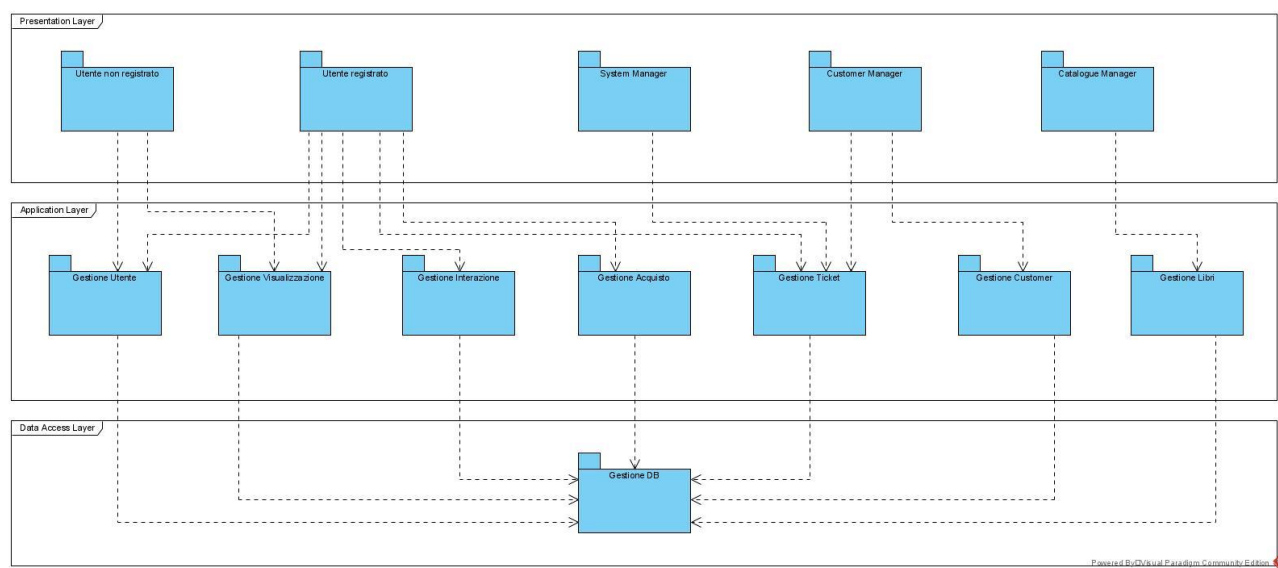 Presentation Layer
Utente non registrato
Utente registrato
System Manager
Customer Manager
Catalogue Manager
Application Layer
Gestione Utente
Gestione Visualizzazione
Gestione Interazione
Gestione Acquisto
Gestione Ticket
Gestione Customer
Gestione Libri
Data Access Layer
Gestione DB
Powered By Visual Paradigm Community Edition